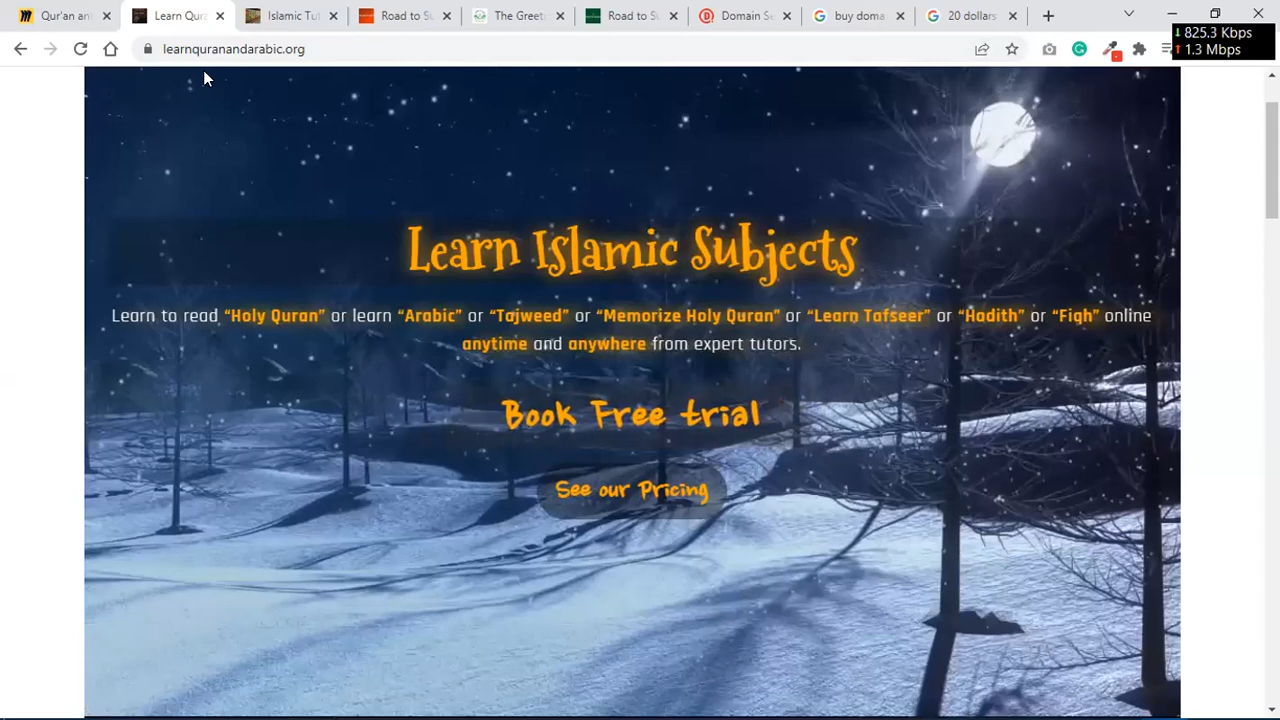 Qur'an an
Learn Qura
Islamic Tut
Road to Su
The Greet
Road to Su
Domain Se
buy doma
20 dollars
825.3 Kbps
1.3 Mbps
learnquranandarabic.org
Learn Islamic Subjects
Learn to read “Holy Quran” or learn “Arabic” or “Tajweed” or “Memorize Holy Quran” or “Learn Tafseer” or “Hadith” or “Fiqh” online
anytime and anywhere from expert tutors.
Book Free trial
See our Pricing